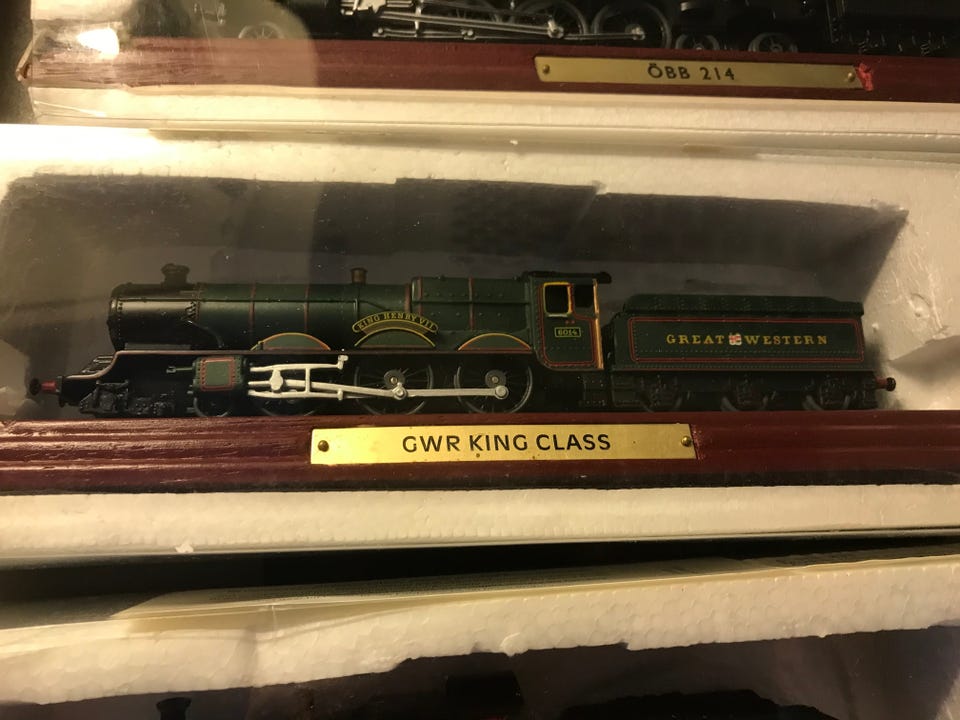 ÖBB 214
KING HENRY VII
6014
GREAT WESTERN
GWR KING CLASS